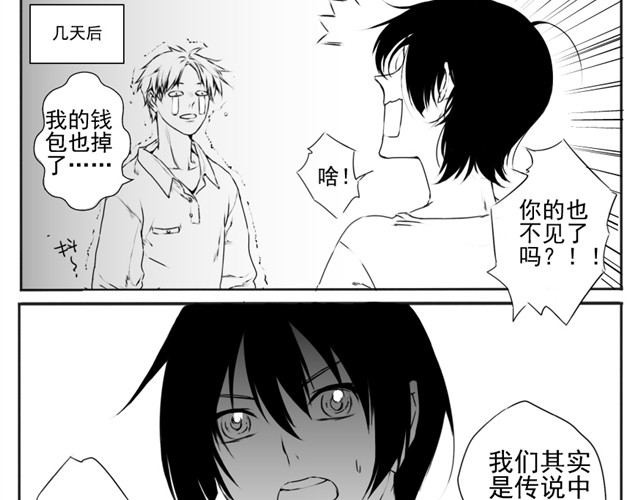 几天后
我的钱
包也掉
了……
抖~
啥！
你的也
不见了
吗？！！
我们其实
是传说中